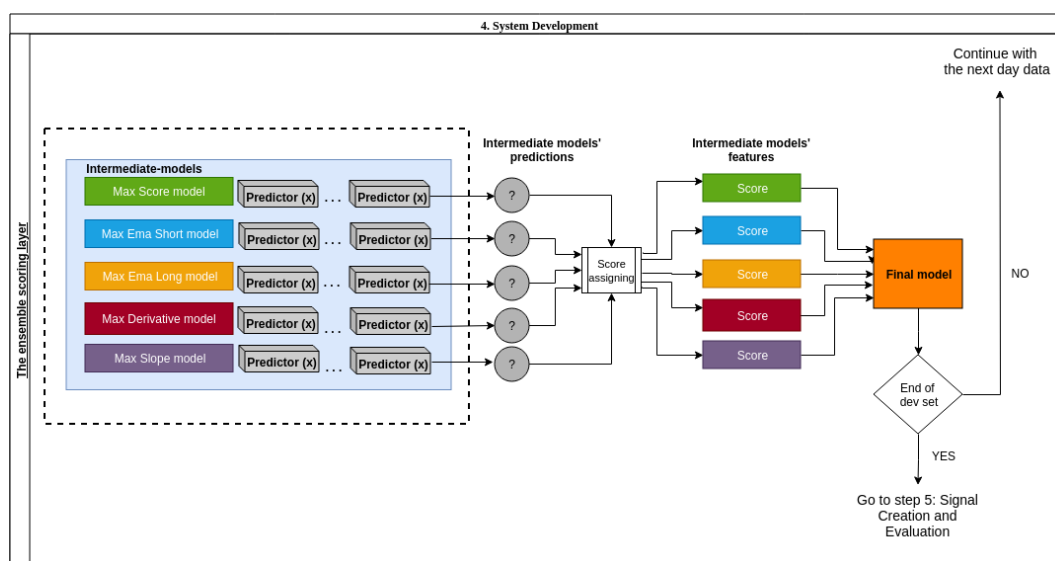 4. System Development
The ensemble scoring layer
Continue with
the next day data
Intermediate models'
predictions
Intermediate models'
features
Intermediate-models
Max Score model
Predictor (x)
...
Predictor (x)
?
Score
Max Ema Short model
Predictor (x)
...
Predictor (x)
?
Score
Max Ema Long model
Predictor (x)
...
Predictor (x)
?
Score
assigning
Score
Final model
NO
Max Derivative model
Predictor (x)
...
Predictor (x)
?
Score
Max Slope model
Predictor (x)
...
Predictor (x)
?
Score
End of
dev set
YES
Go to step 5: Signal
Creation and
Evaluation